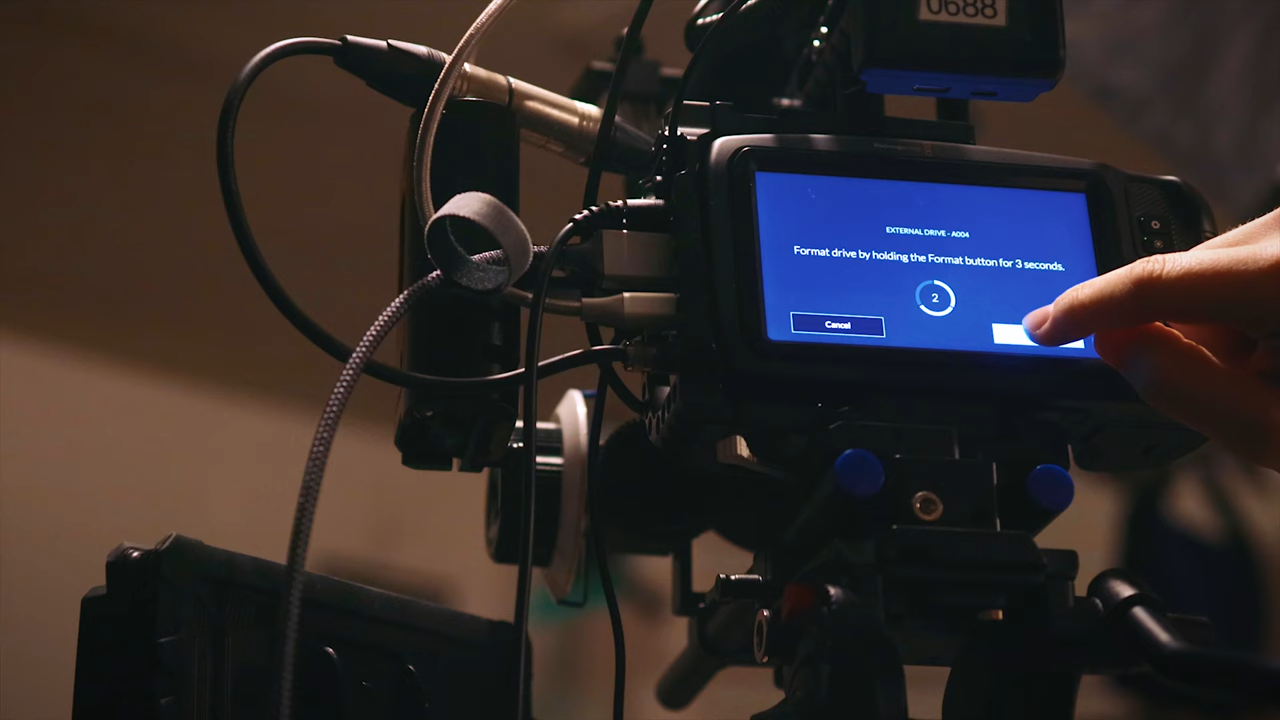 0688
EXTERNAL DRIVE - A004
Format drive by holding the Format button for 3 seconds.
2
Cancel